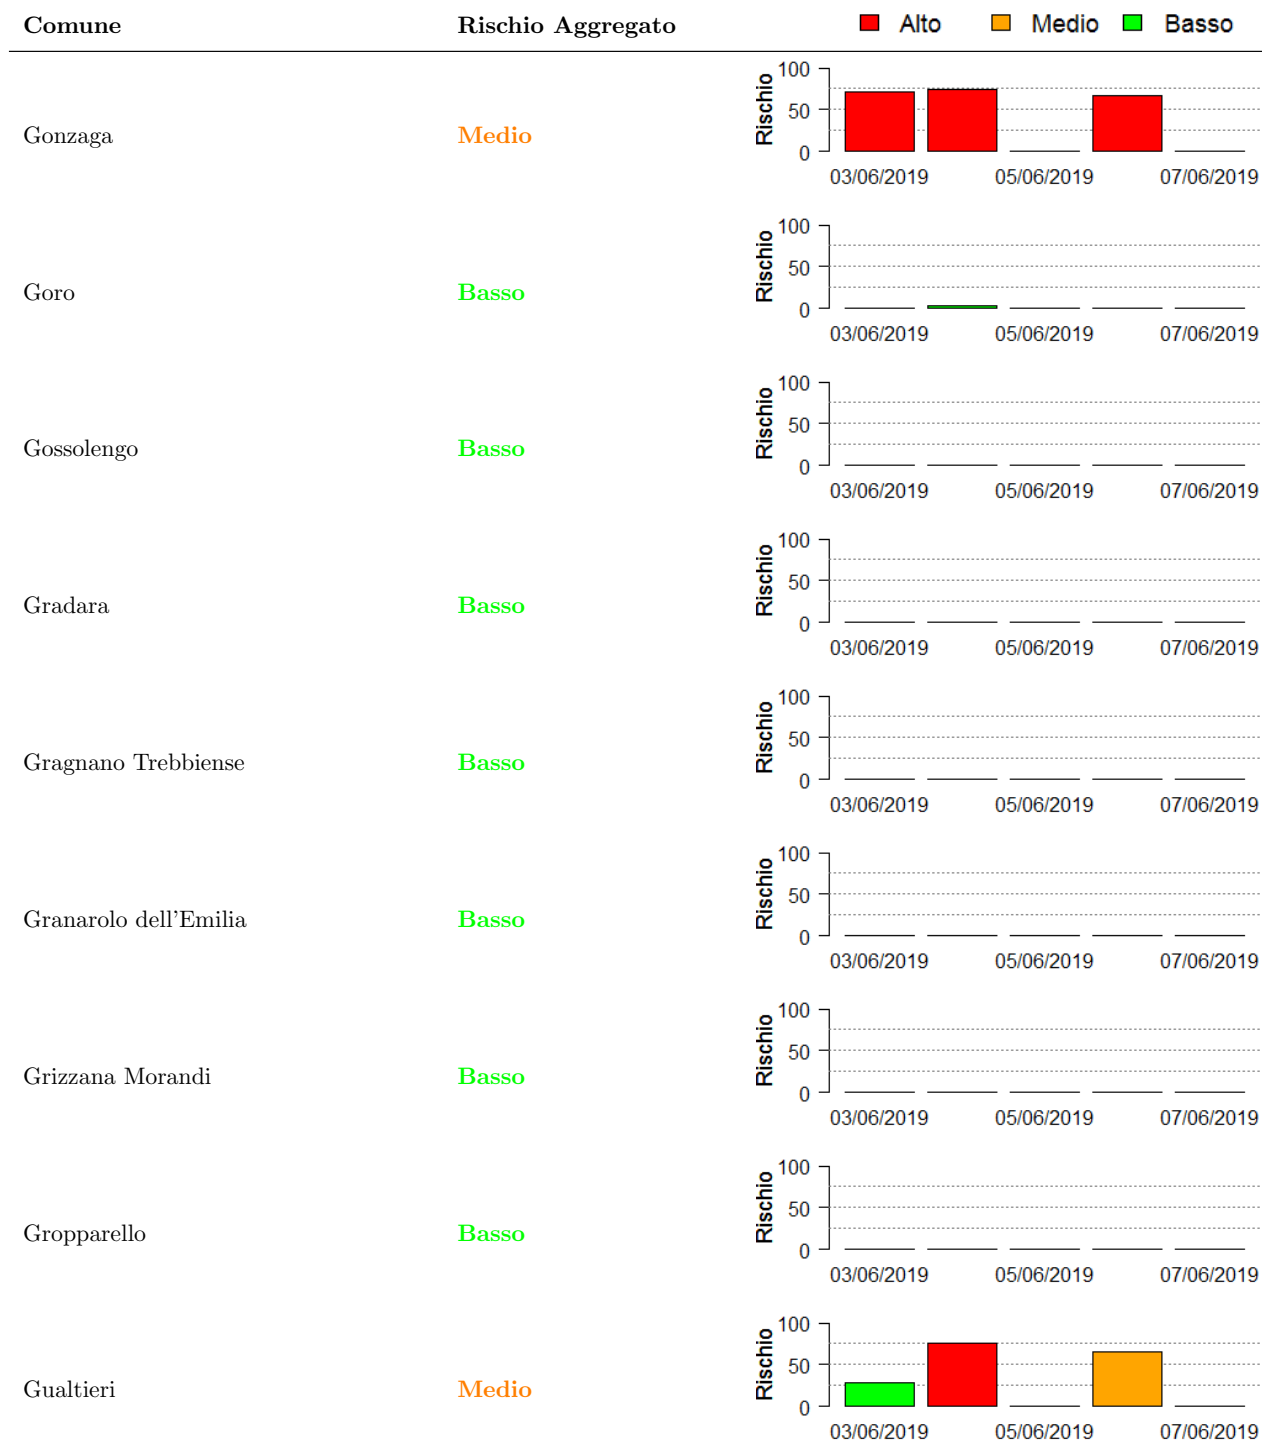 Comune Rischio Aggregato Alto Medio Basso
Gonzaga Medio Rischio 100 50 0
03/06/2019 05/06/2019 07/06/2019
Goro Basso Rischio 100 50 0
03/06/2019 05/06/2019 07/06/2019
Gossolengo Basso Rischio 100 50 0
03/06/2019 05/06/2019 07/06/2019
Gradara Basso Rischio 100 50 0
03/06/2019 05/06/2019 07/06/2019
Gragnano Trebbiense Basso Rischio 100 50 0
03/06/2019 05/06/2019 07/06/2019
Granarolo dell'Emilia Basso Rischio 100 50 0
03/06/2019 05/06/2019 07/06/2019
Grizzana Morandi Basso Rischio 100 50 0
03/06/2019 05/06/2019 07/06/2019
Gropparello Basso Rischio 100 50 0
03/06/2019 05/06/2019 07/06/2019
Gualtieri Medio Rischio 100 50 0
03/06/2019 05/06/2019 07/06/2019